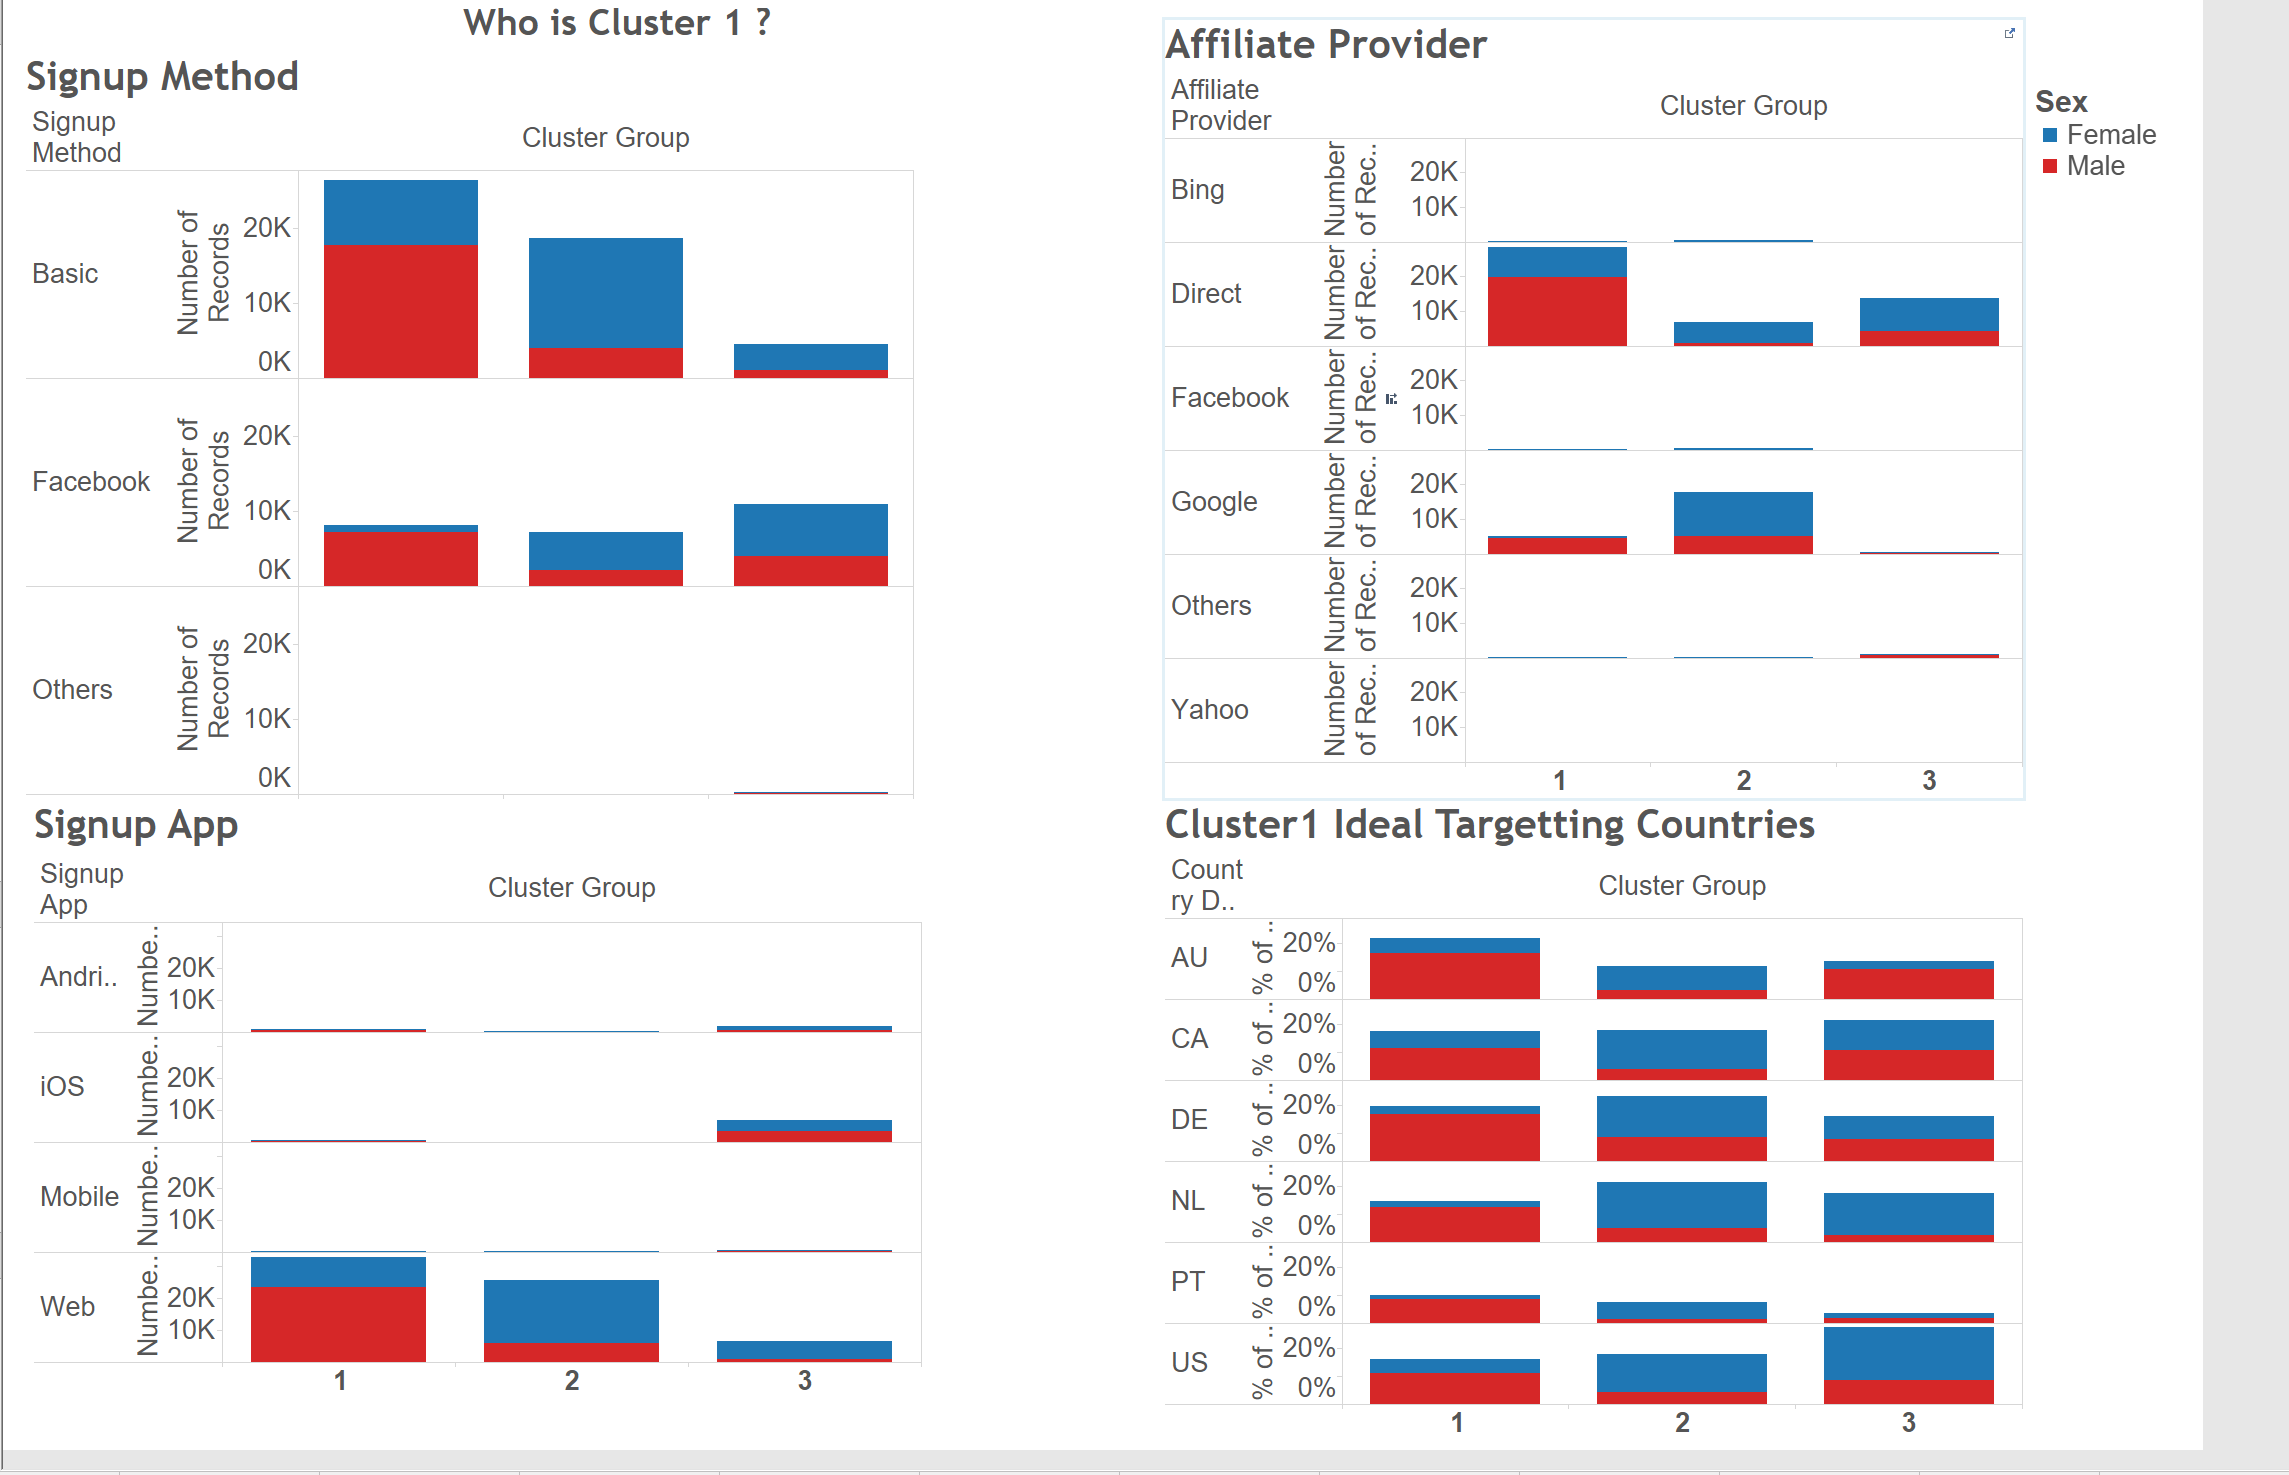 Who is Cluster 1 ?
Signup Method
Signup
Method
Cluster Group
Basic
Number of
Records
20K
10K
0K
Facebook
Number of
Records
20K
10K
0K
Others
Number of
Records
20K
10K
0K
Affiliate Provider
Affiliate
Provider
Cluster Group
Bing
Number
of Rec..
20K
10K
Direct
Number
of Rec..
20K
10K
Facebook
Number
of Rec..
20K
10K
Google
Number
of Rec..
20K
10K
Others
Number
of Rec..
20K
10K
Yahoo
Number
of Rec..
20K
10K
1 2 3
Sex
Female
Male
Signup App
Signup
App
Cluster Group
Andri..
Numbe..
20K
10K
iOS
Numbe..
20K
10K
Mobile
Numbe..
20K
10K
Web
Numbe..
20K
10K
1 2 3
Cluster1 Ideal Targetting Countries
Count
ry D..
Cluster Group
AU
% of ..
20%
0%
CA
% of ..
20%
0%
DE
% of ..
20%
0%
NL
% of ..
20%
0%
PT
% of ..
20%
0%
US
% of ..
20%
0%
1 2 3